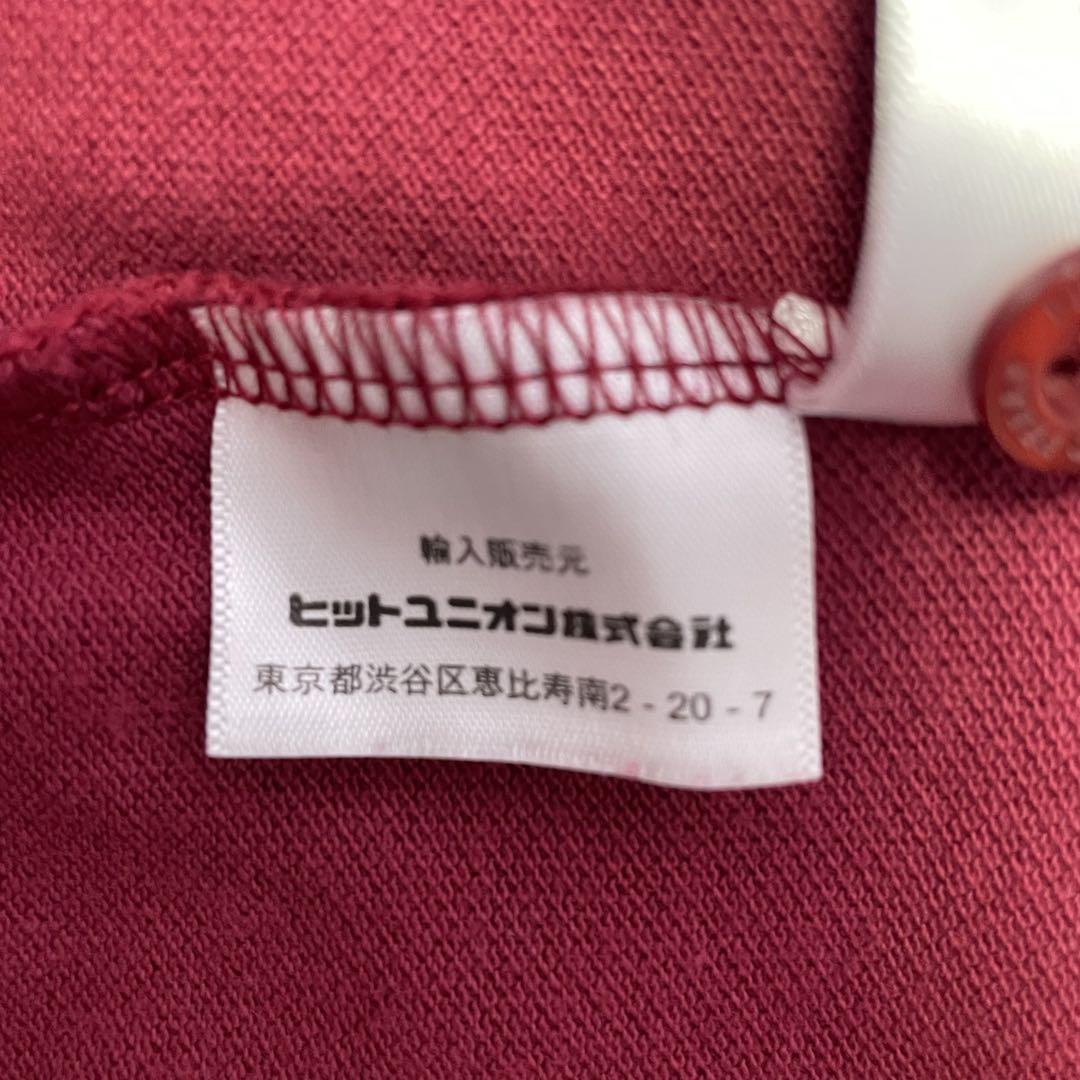 輸入販売元
ヒットユニオン株式会社
東京都渋谷区恵比寿南2 - 20 - 7